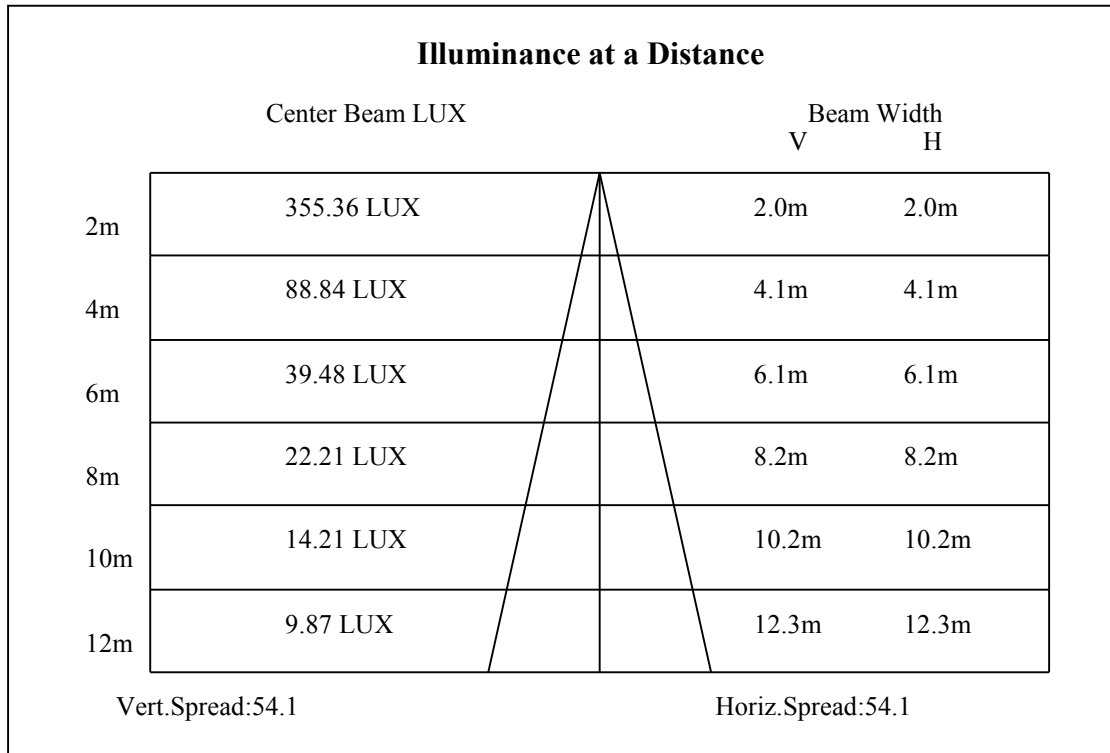 Illuminance at a Distance
Center Beam LUX Beam Width
V H
2m 355.36 LUX 2.0m 2.0m
4m 88.84 LUX 4.1m 4.1m
6m 39.48 LUX 6.1m 6.1m
8m 22.21 LUX 8.2m 8.2m
10m 14.21 LUX 10.2m 10.2m
12m 9.87 LUX 12.3m 12.3m
Vert.Spread:54.1 Horiz.Spread:54.1